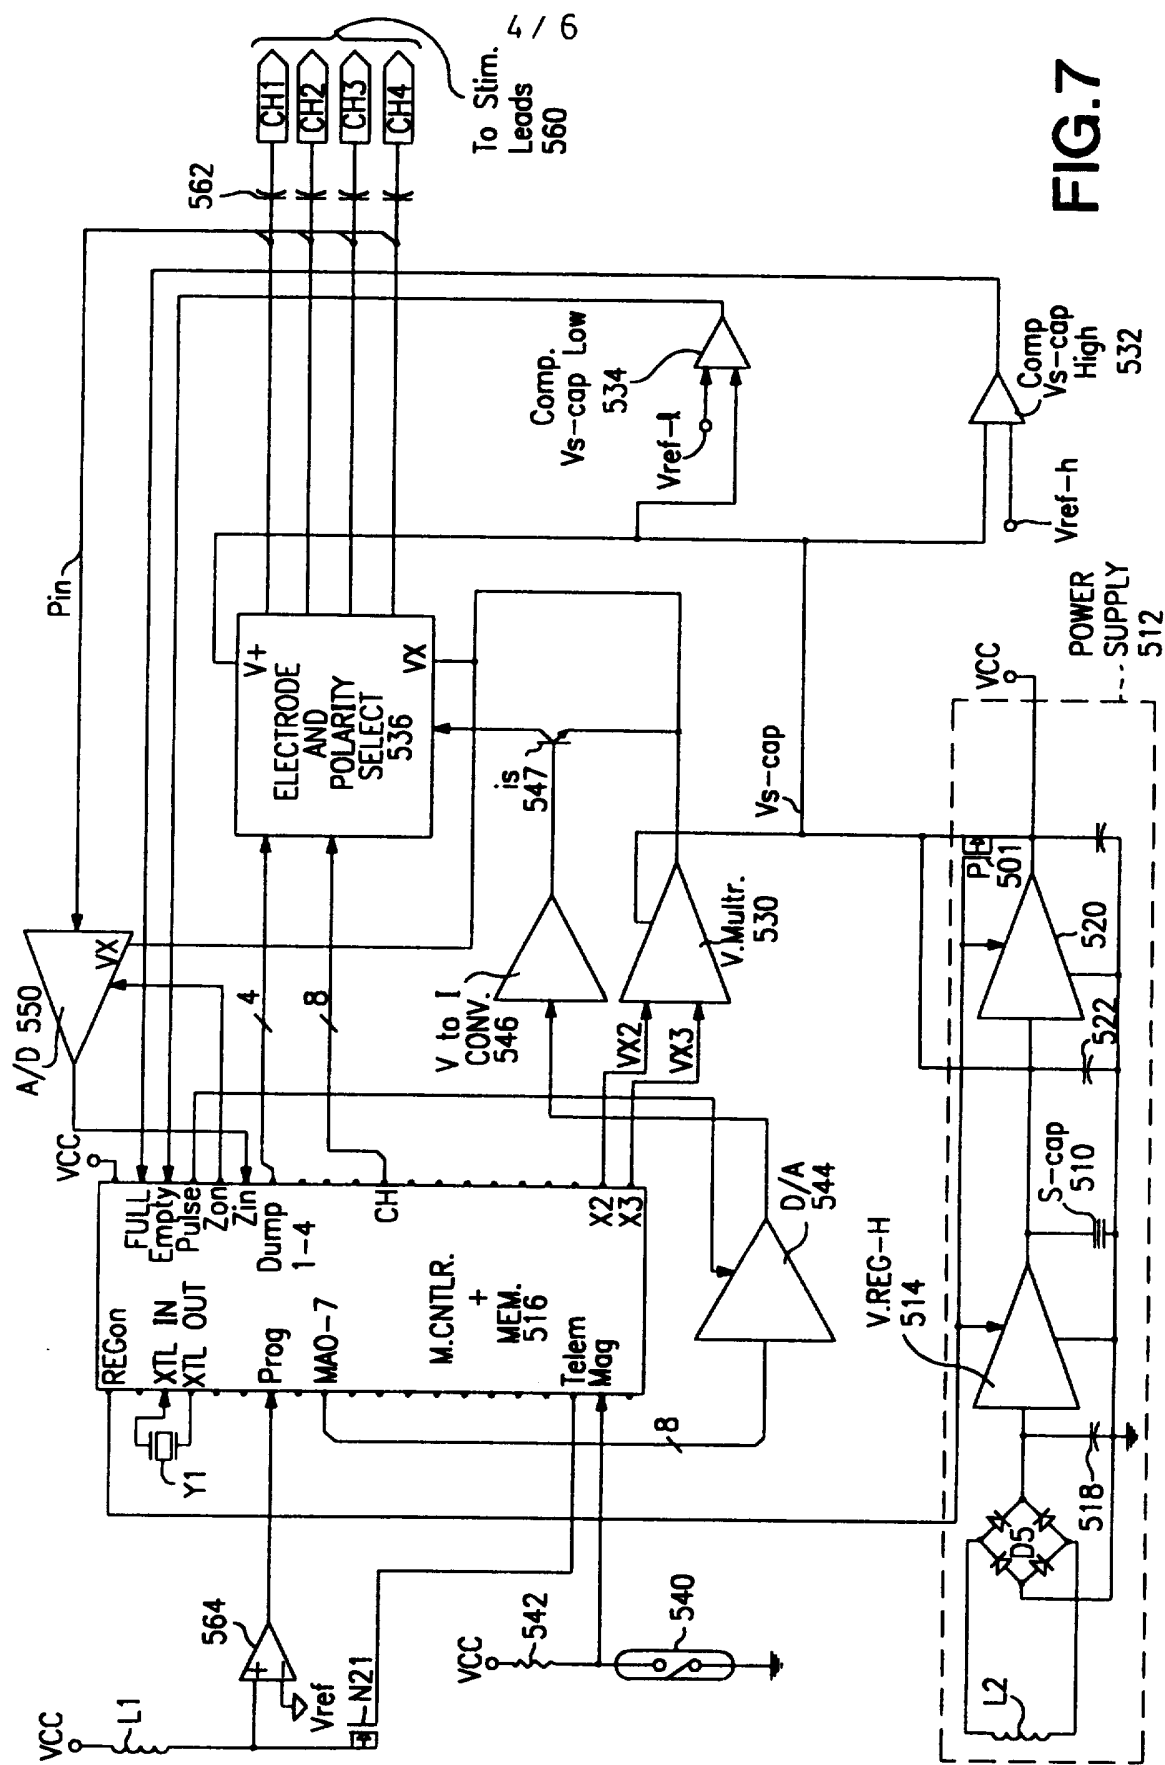 4/6
VCC
L1
564
Vref
N21
VCC
542
540
Y1
REGon
XTL IN
XTL OUT
Prog
MAO-7
M.CNTLR.
+
MEM.
516
Telem
Mag
VCC
FULL
Empty
Pulse
Zon
Zin
Dump
1-4
CH
X2
X3
8
A/D 550
VX
Pin
4
8
V to I
CONV.
546
VX2
VX3
V.Multr.
530
D/A
544
ELECTRODE
AND
POLARITY
SELECT
536
V+
VX
is
547
Vs-cap
562
CH1
CH2
CH3
CH4
To Stim.
Leads
560
Comp.
Vs-cap Low
534
Vref-l
Comp
Vs-cap
High
532
Vref-h
POWER
SUPPLY
512
VCC
P
501
520
522
S-cap
510
V.REG-H
514
518
D5
L2
FIG.7